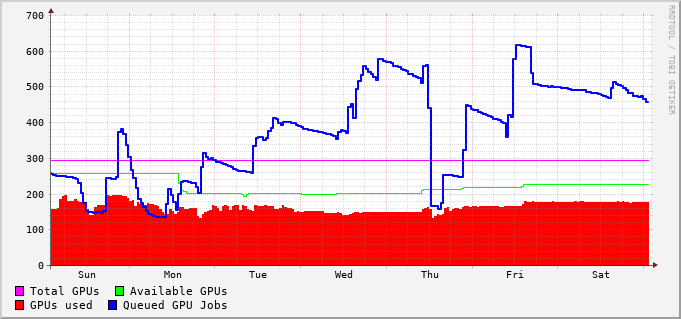 700
600
500
400
300
200
100
0
Sun Mon Tue Wed Thu Fri Sat
Total GPUs Available GPUs
GPUs used Queued GPU Jobs
RRDTOOL / TOBI OETIKER